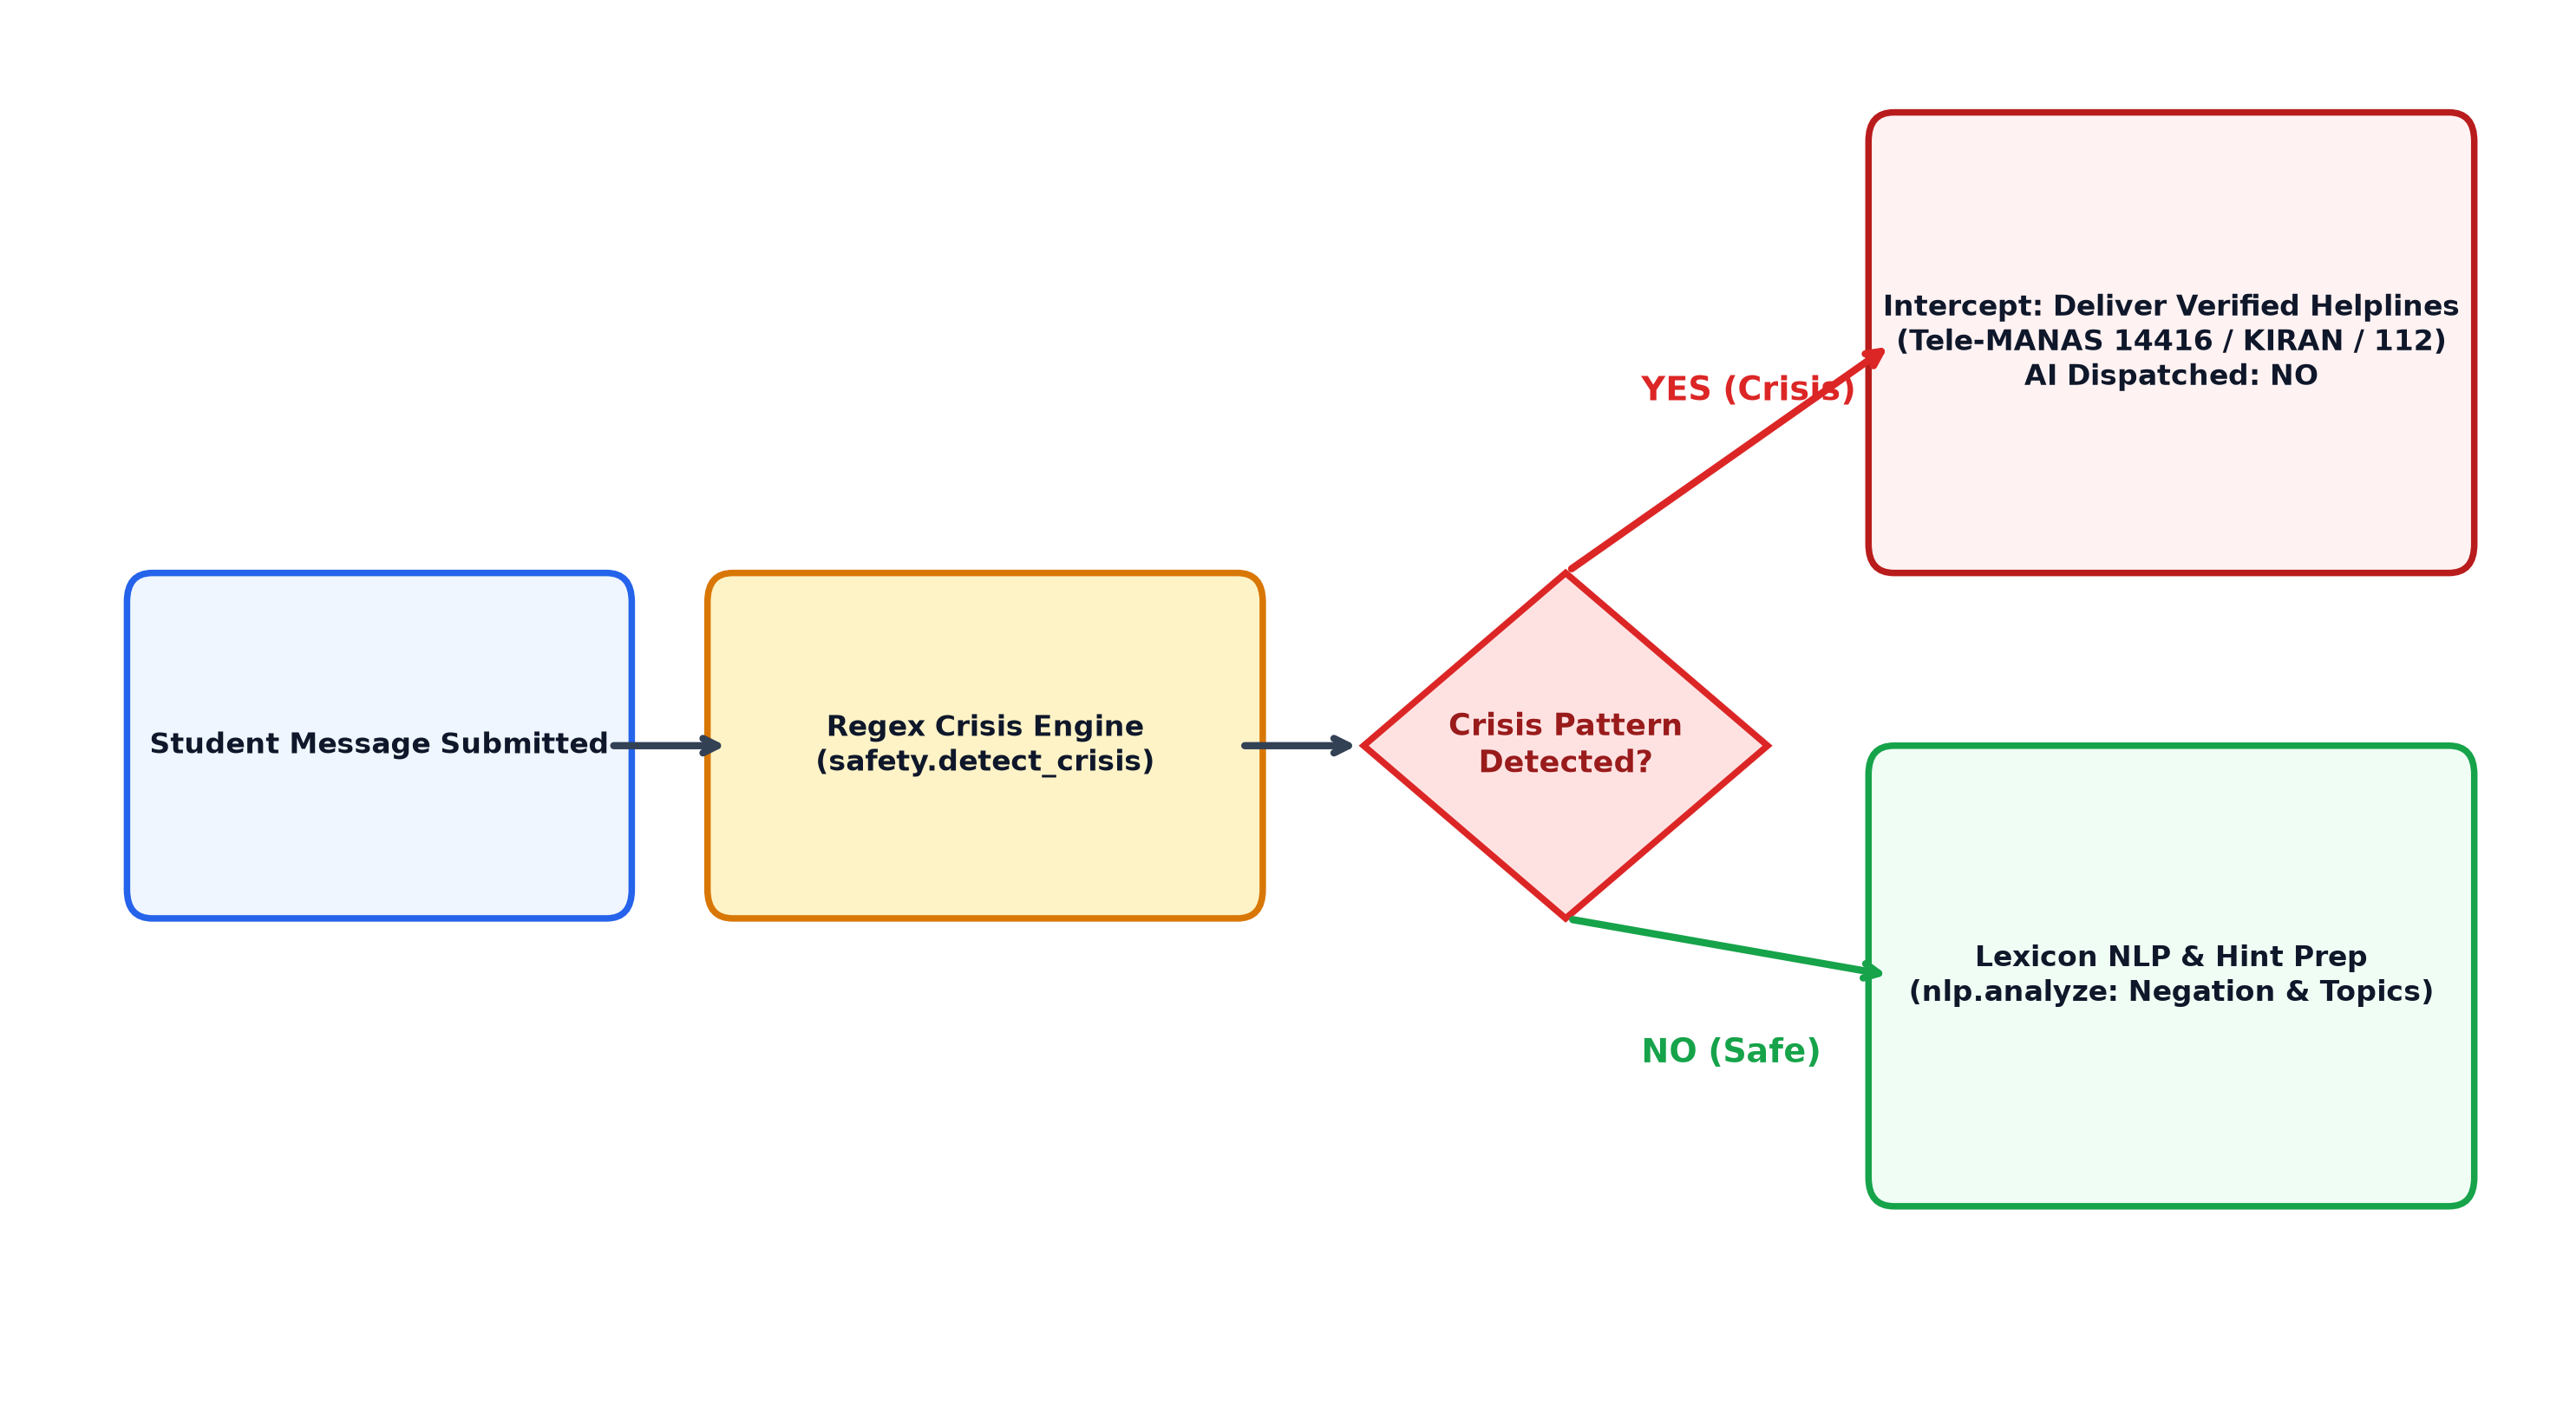 Student Message Submitted
Regex Crisis Engine
(safety.detect_crisis)
Crisis Pattern
Detected?
YES (Crisis)
Intercept: Deliver Verified Helplines
(Tele-MANAS 14416 / KIRAN / 112)
AI Dispatched: NO
NO (Safe)
Lexicon NLP & Hint Prep
(nlp.analyze: Negation & Topics)